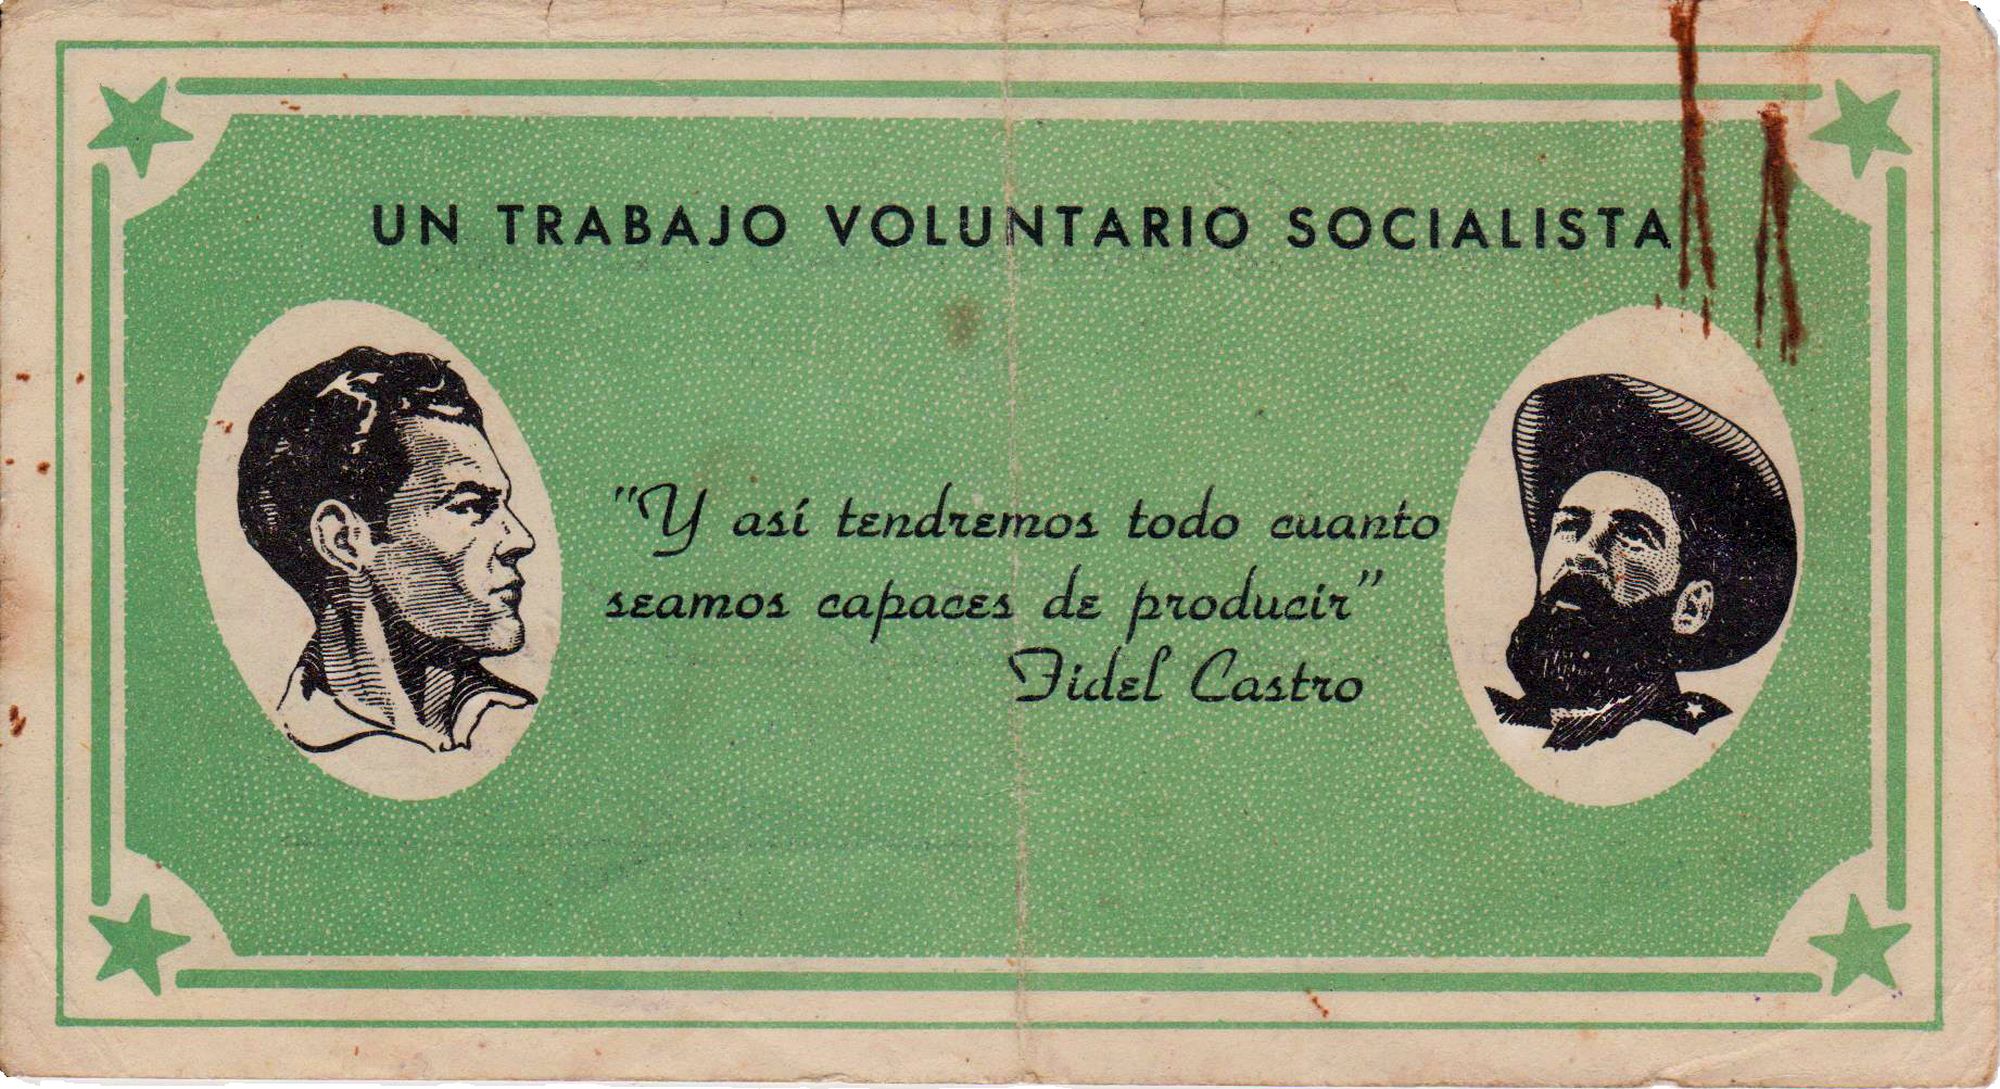 UN TRABAJO VOLUNTARIO SOCIALISTA
"Y así tendremos todo cuanto
seamos capaces de producir"
Fidel Castro